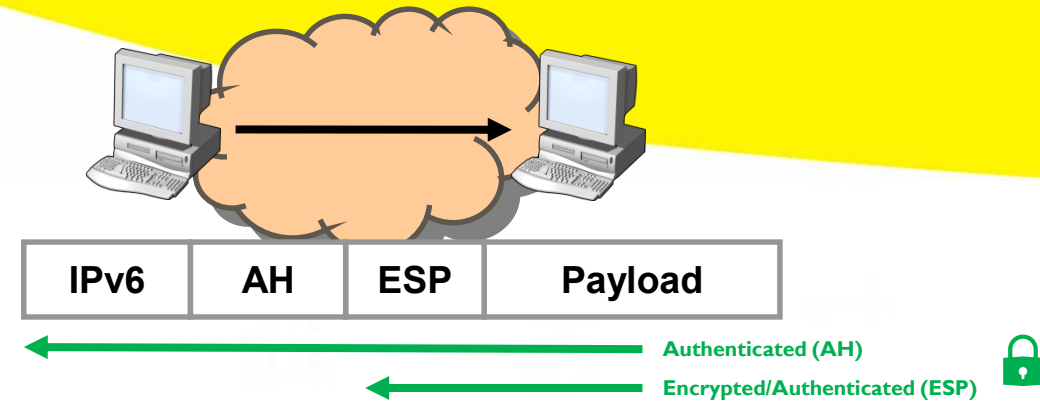 IPv6 AH ESP Payload
Authenticated (AH)
Encrypted/Authenticated (ESP)